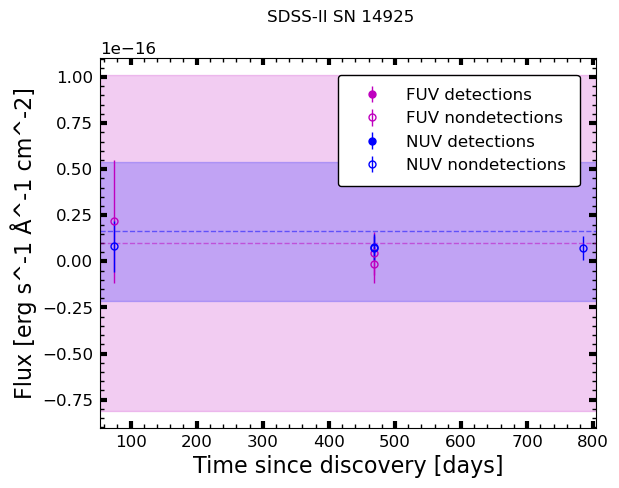 SDSS-II SN 14925
1e−16
1.00
0.75
0.50
0.25
0.00
−0.25
−0.50
−0.75
Flux [erg s^-1 Å^-1 cm^-2]
FUV detections
FUV nondetections
NUV detections
NUV nondetections
100 200 300 400 500 600 700 800
Time since discovery [days]